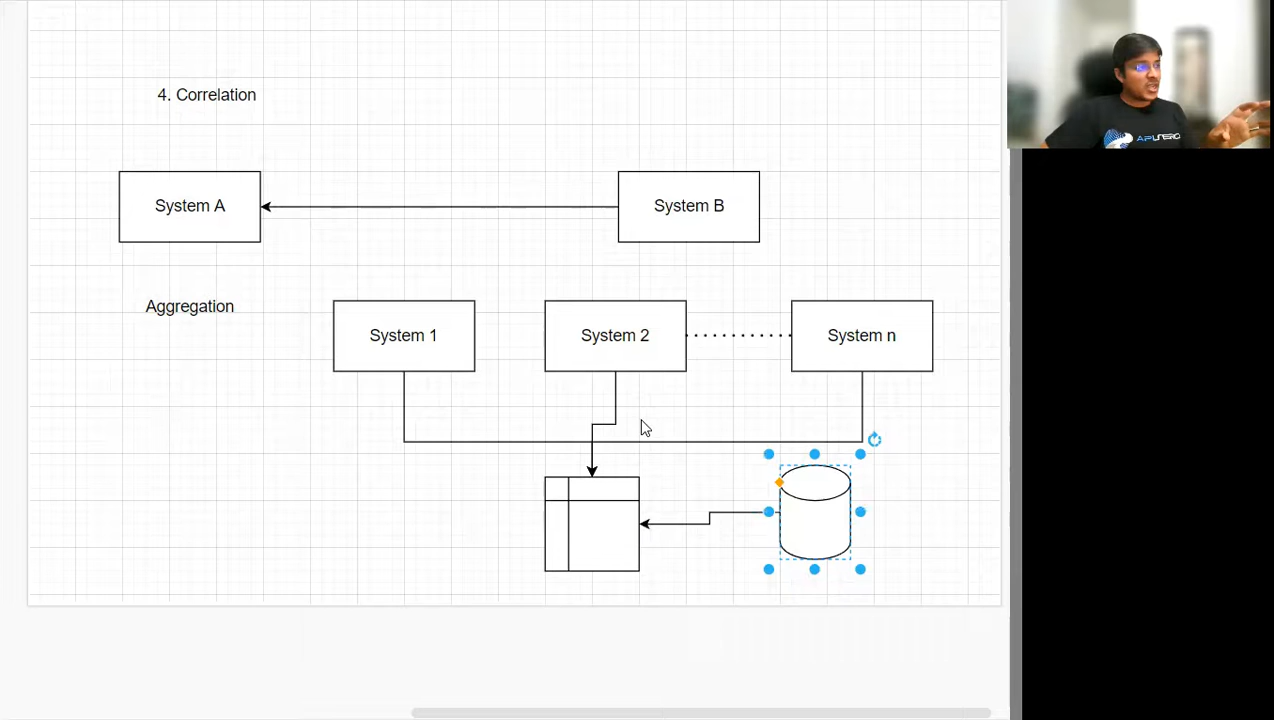 4. Correlation
System A
System B
Aggregation
System 1
System 2
System n